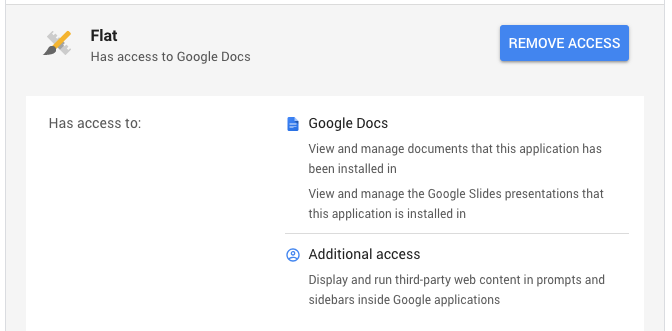 Flat
Has access to Google Docs
REMOVE ACCESS
Has access to:
Google Docs
View and manage documents that this application has
been installed in
View and manage the Google Slides presentations that
this application is installed in
Additional access
Display and run third-party web content in prompts and
sidebars inside Google applications